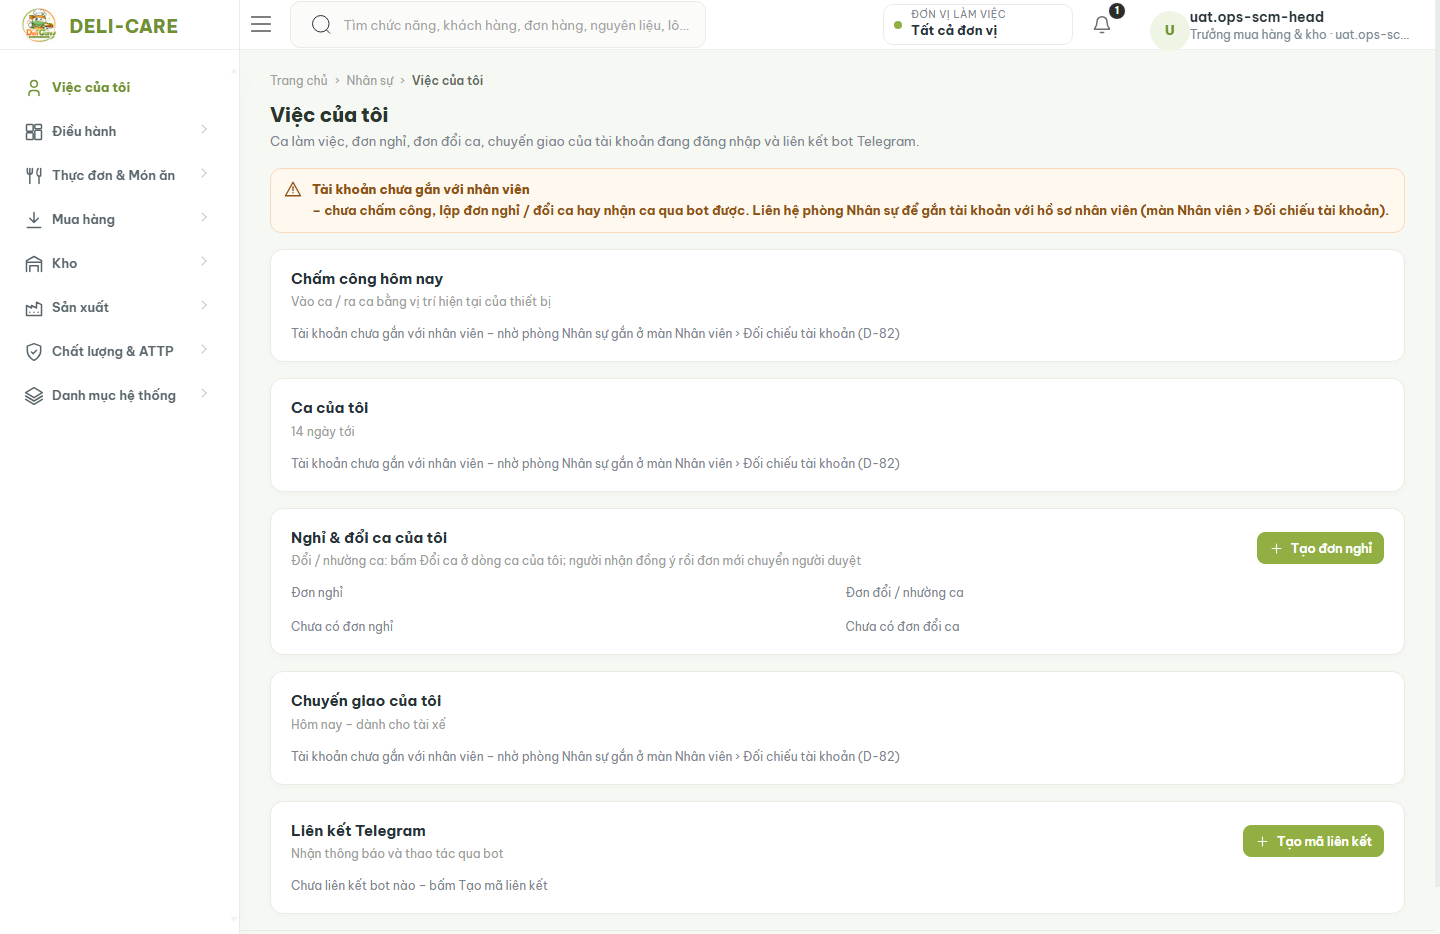 DELI-CARE
Tìm chức năng, khách hàng, đơn hàng, nguyên liệu, lô...
ĐƠN VỊ LÀM VIỆC
Tất cả đơn vị
1
U
uat.ops-scm-head
Trưởng mua hàng & kho · uat.ops-sc...
Việc của tôi
Điều hành
Thực đơn & Món ăn
Mua hàng
Kho
Sản xuất
Chất lượng & ATTP
Danh mục hệ thống
Trang chủ › Nhân sự › Việc của tôi
Việc của tôi
Ca làm việc, đơn nghỉ, đơn đổi ca, chuyến giao của tài khoản đang đăng nhập và liên kết bot Telegram.
Tài khoản chưa gắn với nhân viên
– chưa chấm công, lập đơn nghỉ / đổi ca hay nhận ca qua bot được. Liên hệ phòng Nhân sự để gắn tài khoản với hồ sơ nhân viên (màn Nhân viên › Đối chiếu tài khoản).
Chấm công hôm nay
Vào ca / ra ca bằng vị trí hiện tại của thiết bị
Tài khoản chưa gắn với nhân viên – nhờ phòng Nhân sự gắn ở màn Nhân viên › Đối chiếu tài khoản (D-82)
Ca của tôi
14 ngày tới
Tài khoản chưa gắn với nhân viên – nhờ phòng Nhân sự gắn ở màn Nhân viên › Đối chiếu tài khoản (D-82)
Nghỉ & đổi ca của tôi
Đổi / nhường ca: bấm Đổi ca ở dòng ca của tôi; người nhận đồng ý rồi đơn mới chuyển người duyệt
Tạo đơn nghỉ
Đơn nghỉ
Đơn đổi / nhường ca
Chưa có đơn nghỉ
Chưa có đơn đổi ca
Chuyến giao của tôi
Hôm nay – dành cho tài xế
Tài khoản chưa gắn với nhân viên – nhờ phòng Nhân sự gắn ở màn Nhân viên › Đối chiếu tài khoản (D-82)
Liên kết Telegram
Nhận thông báo và thao tác qua bot
Tạo mã liên kết
Chưa liên kết bot nào – bấm Tạo mã liên kết